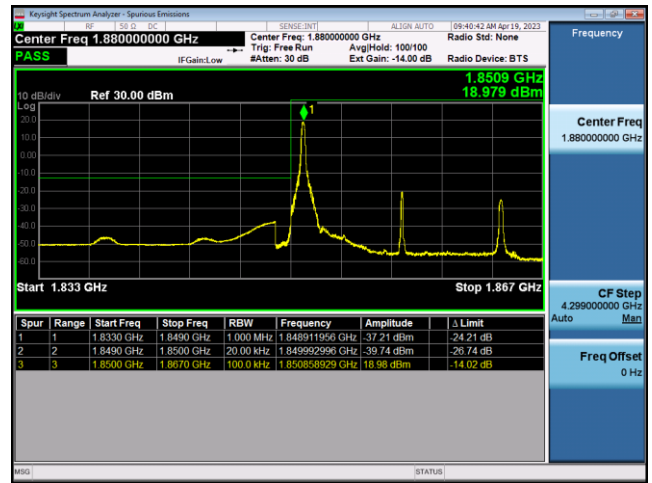 Keysight Spectrum Analyzer - Spurious Emissions
RF 50 Ω DC SENSE:INT ALIGN AUTO 09:40:42 AM Apr 19, 2023
Center Freq 1.880000000 GHz Center Freq: 1.880000000 GHz Radio Std: None
PASS Trig: Free Run Avg|Hold: 100/100
IFGain:Low #Atten: 30 dB Ext Gain: -14.00 dB Radio Device: BTS
1.8509 GHz
10 dB/div Ref 30.00 dBm 18.979 dBm
Log
20.0
10.0
0.00
-10.0
-20.0
-30.0
-40.0
-50.0
-60.0
1
Start 1.833 GHz Stop 1.867 GHz
Spur Range Start Freq Stop Freq RBW Frequency Amplitude Δ Limit
1 1 1.8330 GHz 1.8490 GHz 1.000 MHz 1.848911956 GHz -37.21 dBm -24.21 dB
2 2 1.8490 GHz 1.8500 GHz 20.00 kHz 1.849992996 GHz -39.74 dBm -26.74 dB
3 3 1.8500 GHz 1.8670 GHz 100.0 kHz 1.850858929 GHz 18.98 dBm -14.02 dB
MSG STATUS
Frequency
Center Freq
1.880000000 GHz
CF Step
4.299000000 GHz
Auto Man
Freq Offset
0 Hz